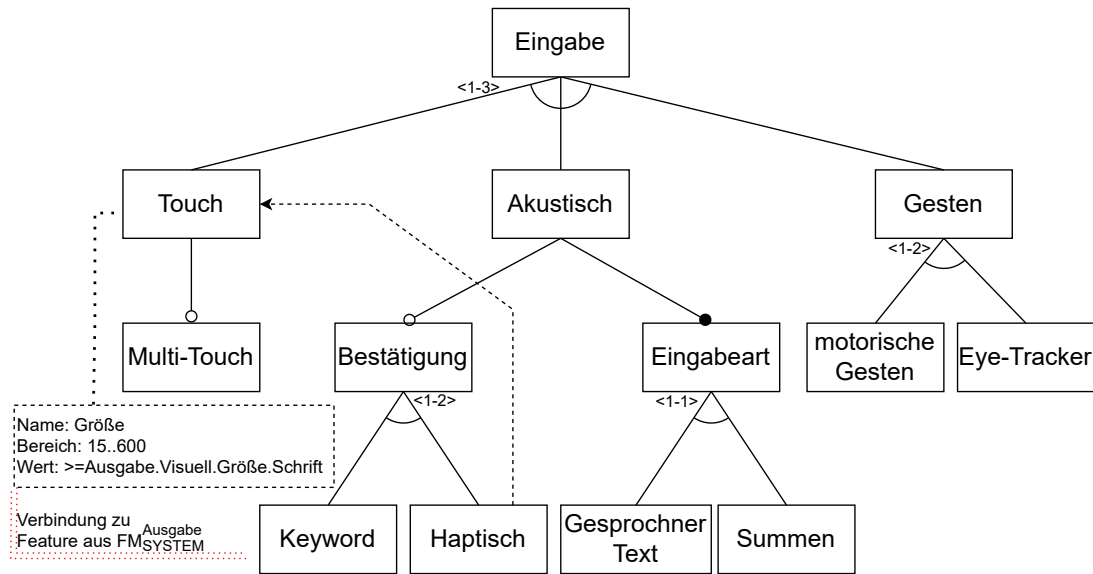 Eingabe
<1-3>
Touch
Akustisch
Gesten
<1-2>
Multi-Touch
Bestätigung
Eingabeart
motorische
Gesten
Eye-Tracker
<1-2>
<1-1>
Name: Größe
Bereich: 15..600
Wert: >=Ausgabe.Visuell.Größe.Schrift
Verbindung zu
Feature aus FM Ausgabe SYSTEM
Keyword
Haptisch
Gesprochner
Text
Summen